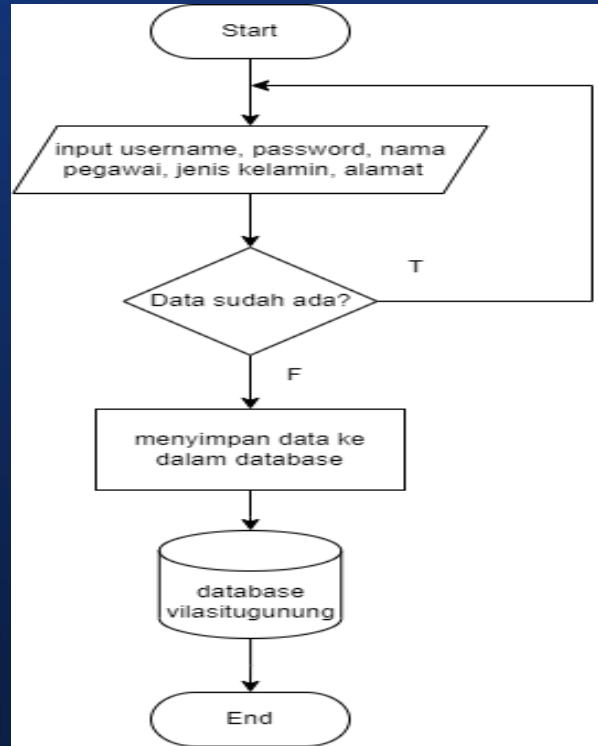 Start
input username, password, nama
pegawai, jenis kelamin, alamat
Data sudah ada?
T
F
menyimpan data ke
dalam database
database
vilasitugunung
End